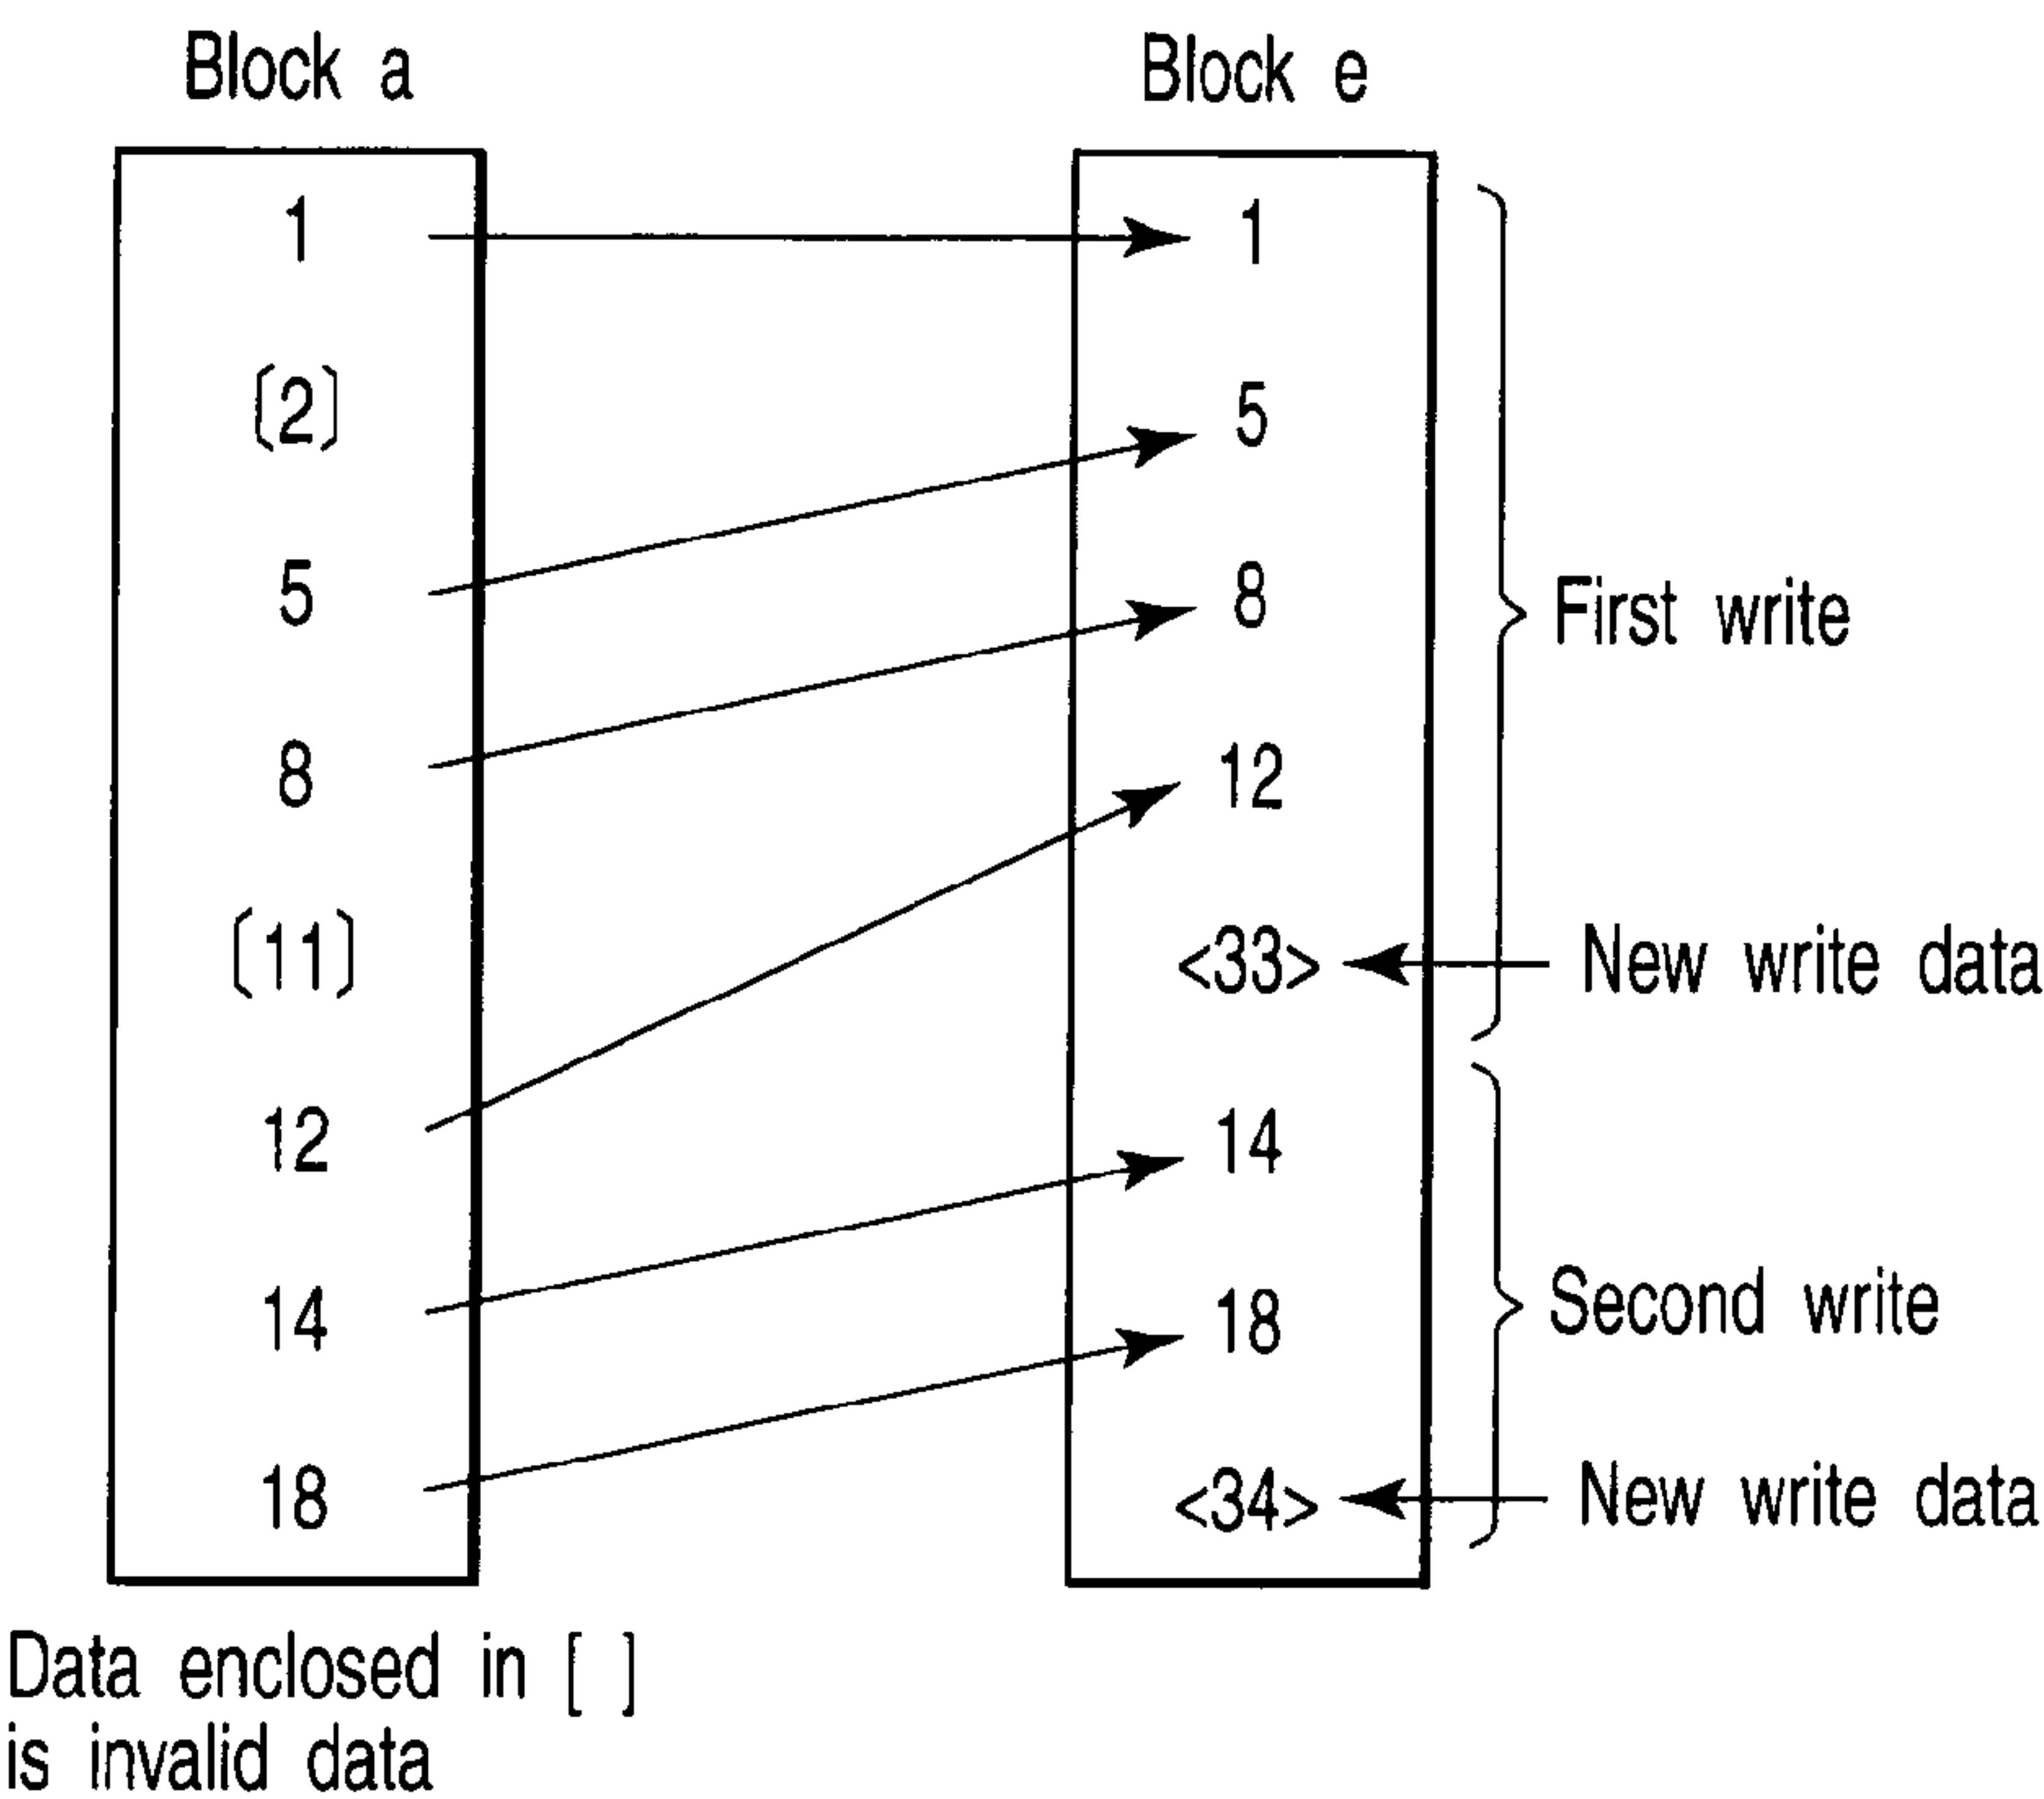 Block a
Block e
1
1
[2]
5
5
8
First write
8
12
[11]
<33>
New write data
12
14
14
18
Second write
18
<34>
New write data
Data enclosed in [ ]
is invalid data